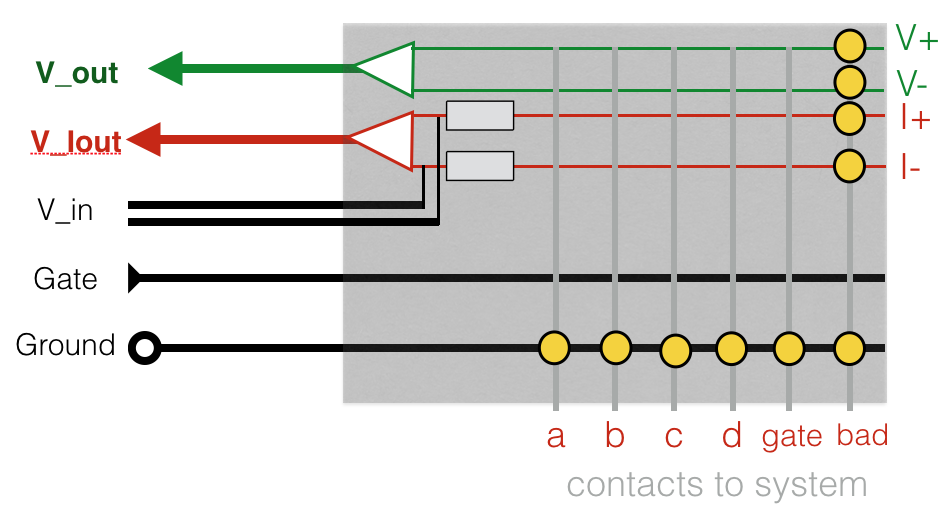 V_out
V_Iout
V_in
Gate
Ground
V+
V-
I+
I-
a b c d gate bad
contacts to system